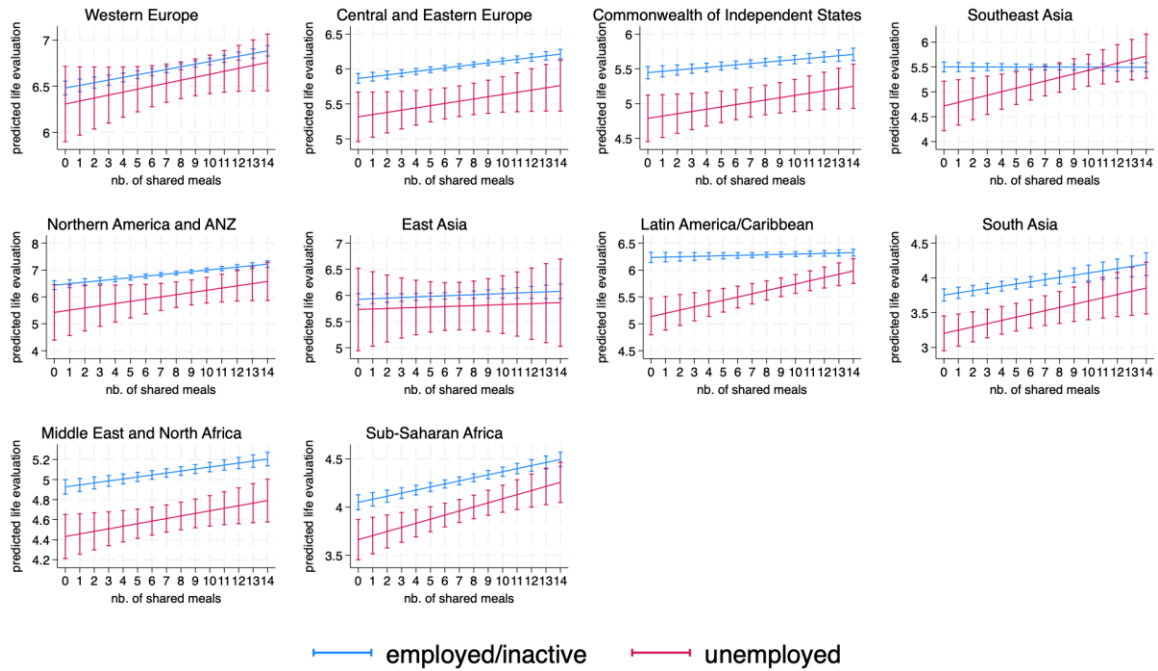 Western Europe
predicted life evaluation
7
6.5
6
0 1 2 3 4 5 6 7 8 9 10 11 12 13 14
nb. of shared meals
Central and Eastern Europe
predicted life evaluation
6.5
6
5.5
5
0 1 2 3 4 5 6 7 8 9 10 11 12 13 14
nb. of shared meals
Commonwealth of Independent States
predicted life evaluation
6
5.5
5
4.5
0 1 2 3 4 5 6 7 8 9 10 11 12 13 14
nb. of shared meals
Southeast Asia
predicted life evaluation
6
5.5
5
4.5
4
0 1 2 3 4 5 6 7 8 9 10 11 12 13 14
nb. of shared meals
Northern America and ANZ
predicted life evaluation
8
7
6
5
4
0 1 2 3 4 5 6 7 8 9 10 11 12 13 14
nb. of shared meals
East Asia
predicted life evaluation
7
6.5
6
5.5
5
0 1 2 3 4 5 6 7 8 9 10 11 12 13 14
nb. of shared meals
Latin America/Caribbean
predicted life evaluation
6.5
6
5.5
5
4.5
0 1 2 3 4 5 6 7 8 9 10 11 12 13 14
nb. of shared meals
South Asia
predicted life evaluation
4.5
4
3.5
3
0 1 2 3 4 5 6 7 8 9 10 11 12 13 14
nb. of shared meals
Middle East and North Africa
predicted life evaluation
5.2
5
4.8
4.6
4.4
4.2
0 1 2 3 4 5 6 7 8 9 10 11 12 13 14
nb. of shared meals
Sub-Saharan Africa
predicted life evaluation
4.5
4
3.5
0 1 2 3 4 5 6 7 8 9 10 11 12 13 14
nb. of shared meals
employed/inactive
unemployed